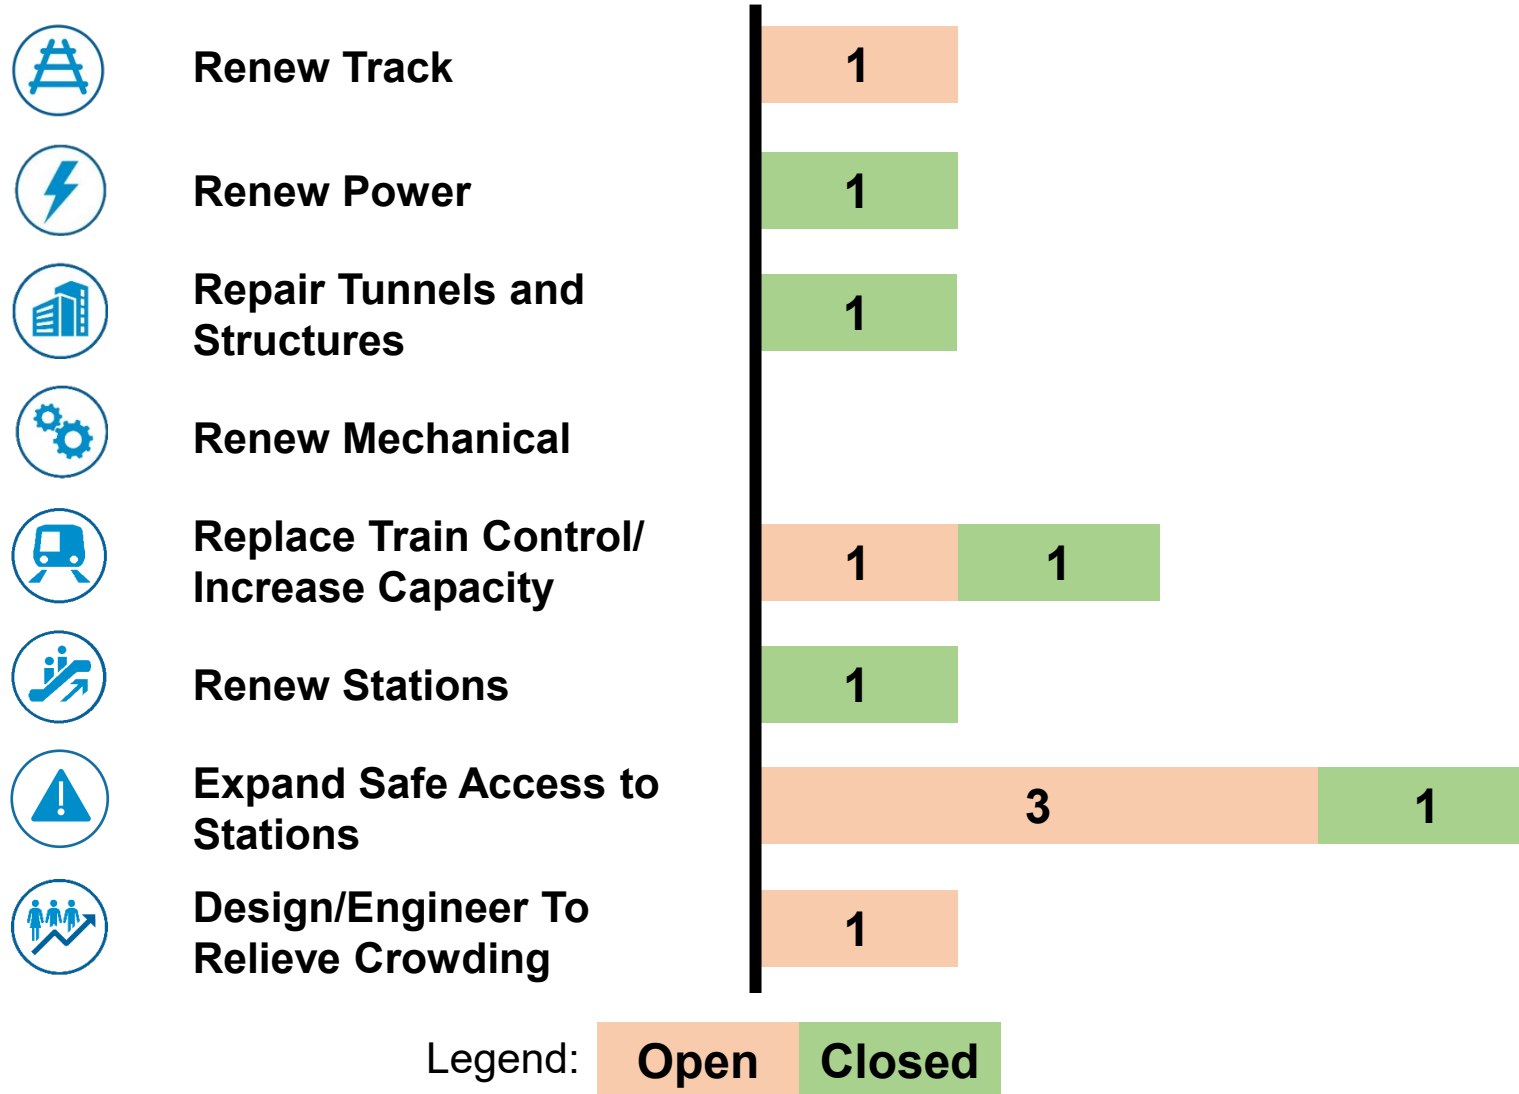 Renew Track
1
Renew Power
1
Repair Tunnels and
Structures
1
Renew Mechanical
Replace Train Control/
Increase Capacity
1 1
Renew Stations
1
Expand Safe Access to
Stations
3 1
Design/Engineer To
Relieve Crowding
1
Legend: Open Closed